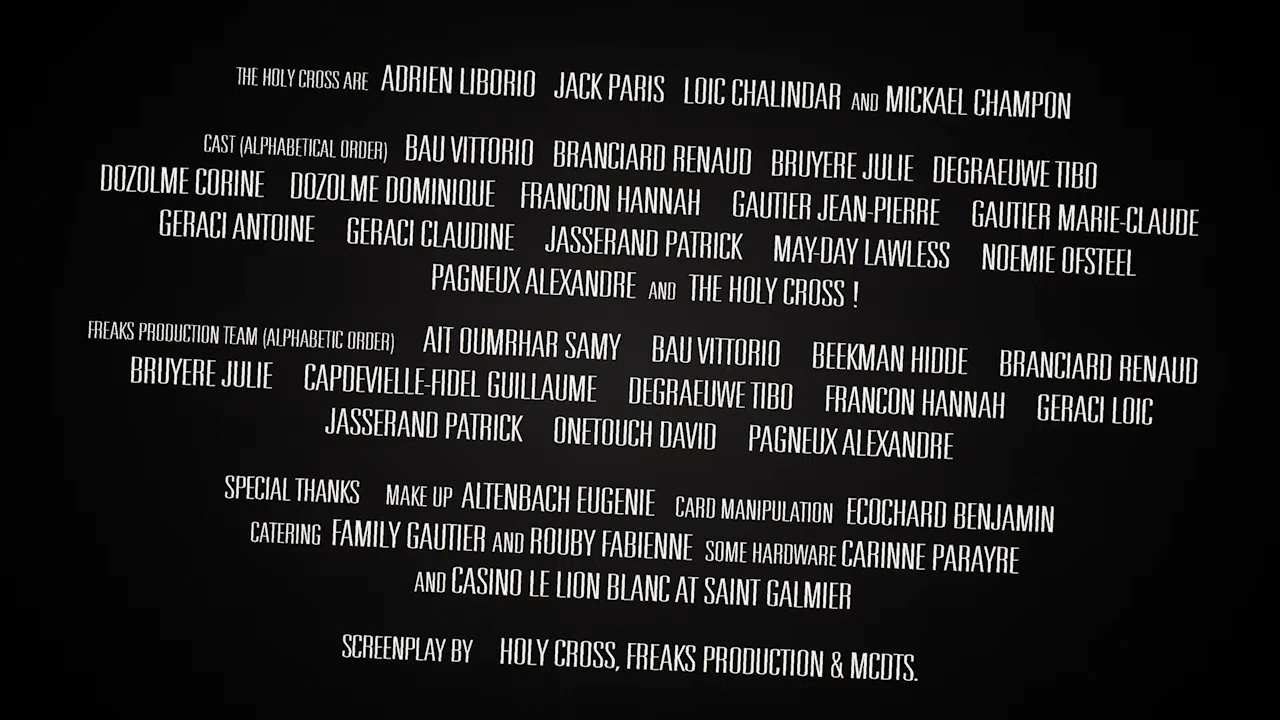 THE HOLY CROSS ARE ADRIEN LIBORIO JACK PARIS LOIC CHALINDAR AND MICKAEL CHAMPON
CAST (ALPHABETICAL ORDER) BAU VITTORIO BRANCIARD RENAUD BRUYERE JULIE DEGRAEUWE TIBO
DOZOLME CORINE DOZOLME DOMINIQUE FRANCON HANNAH GAUTIER JEAN-PIERRE GAUTIER MARIE-CLAUDE
GERACI ANTOINE GERACI CLAUDINE JASSERAND PATRICK MAY-DAY LAWLESS NOEMIE OFSTEEL
PAGNEUX ALEXANDRE AND THE HOLY CROSS !
FREAKS PRODUCTION TEAM (ALPHABETIC ORDER) AIT OUMRHAR SAMY BAU VITTORIO BEEKMAN HIDDE BRANCIARD RENAUD
BRUYERE JULIE CAPDEVIELLE-FIDEL GUILLAUME DEGRAEUWE TIBO FRANCON HANNAH GERACI LOIC
JASSERAND PATRICK ONETOUCH DAVID PAGNEUX ALEXANDRE
SPECIAL THANKS MAKE UP ALTENBACH EUGENIE CARD MANIPULATION ECOCHARD BENJAMIN
CATERING FAMILY GAUTIER AND ROUBY FABIENNE SOME HARDWARE CARINNE PARAYRE
AND CASINO LE LION BLANC AT SAINT GALMIER
SCREENPLAY BY HOLY CROSS, FREAKS PRODUCTION & MCDTS.